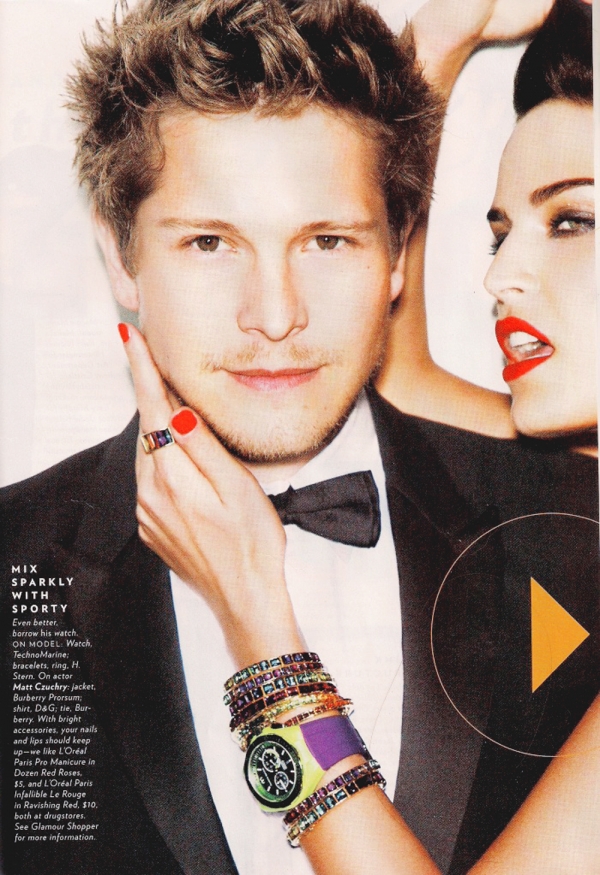 MIX
SPARKLY
WITH
SPORTY
Even better,
borrow his watch.
ON MODEL: Watch,
TechnoMarine;
bracelets, ring, H.
Stern. On actor
Matt Czuchry: jacket,
Burberry Prorsum;
shirt, D&G; tie, Bur-
berry. With bright
accessories, your nails
and lips should keep
up—we like L'Oréal
Paris Pro Manicure in
Dozen Red Roses,
$5, and L'Oréal Paris
Infallible Le Rouge
in Ravishing Red, $10,
both at drugstores.
See Glamour Shopper
for more information.